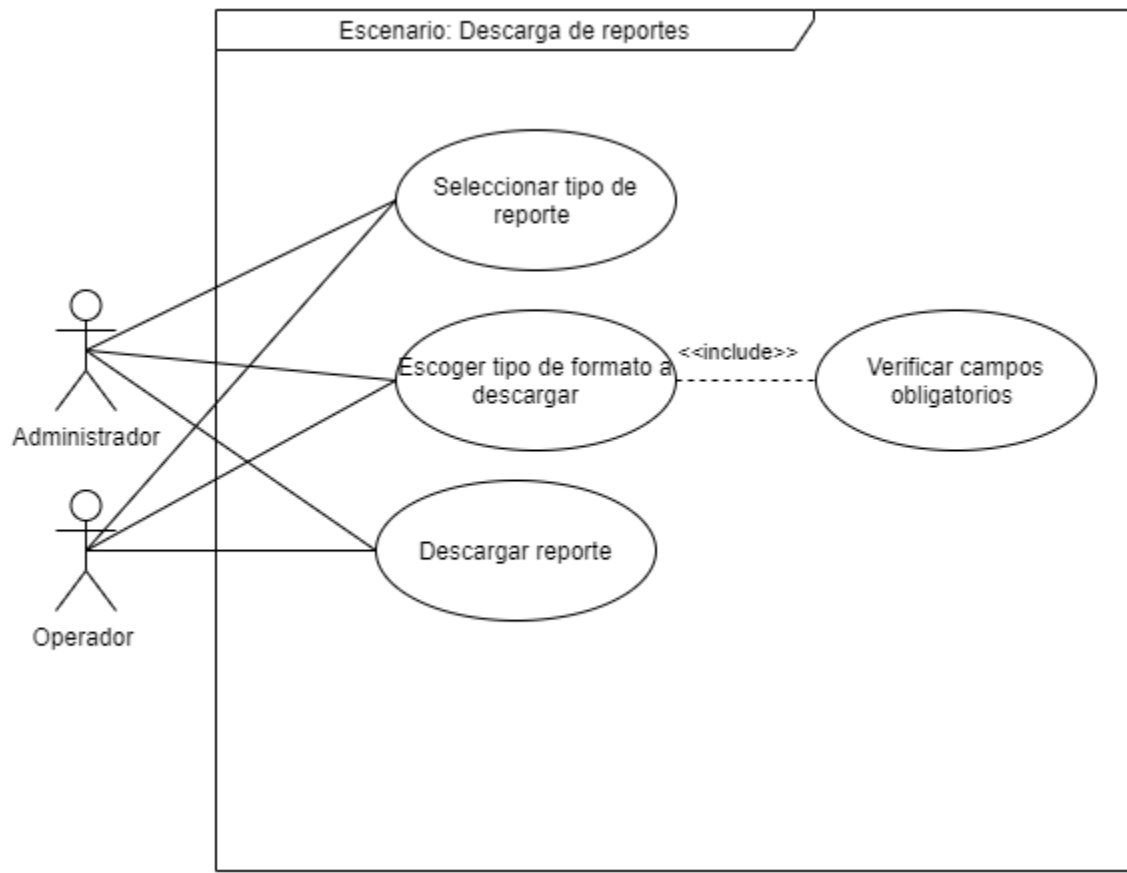 Escenario: Descarga de reportes
Seleccionar tipo de
reporte
Escoger tipo de formato a
descargar
<<include>>
Verificar campos
obligatorios
Administrador
Descargar reporte
Operador